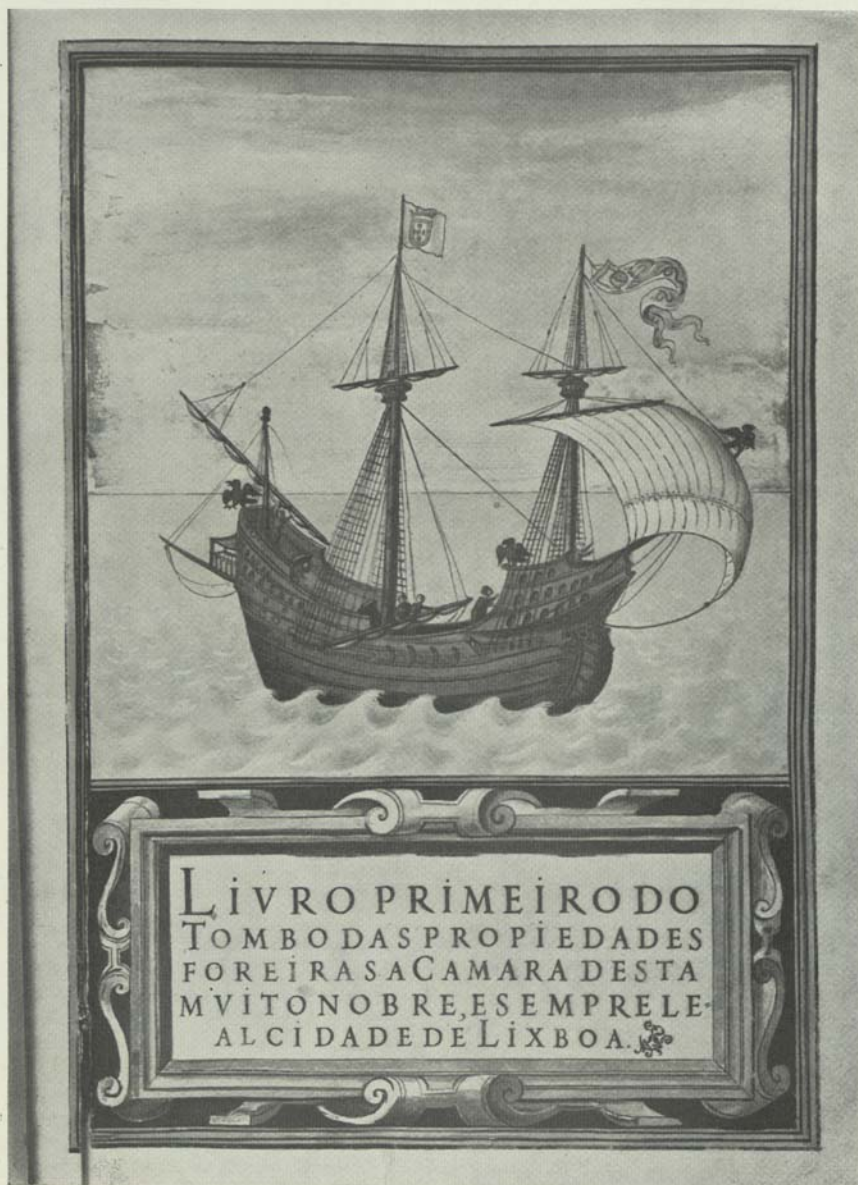 LiVRO PRiMEiRO DO
TOMBO DAS PROPiEDADES
FOREiRAS A CAMARA DESTA
MViTO NOBRE, E SEMPRE LE-
AL CiDADE DE LiXBOA.